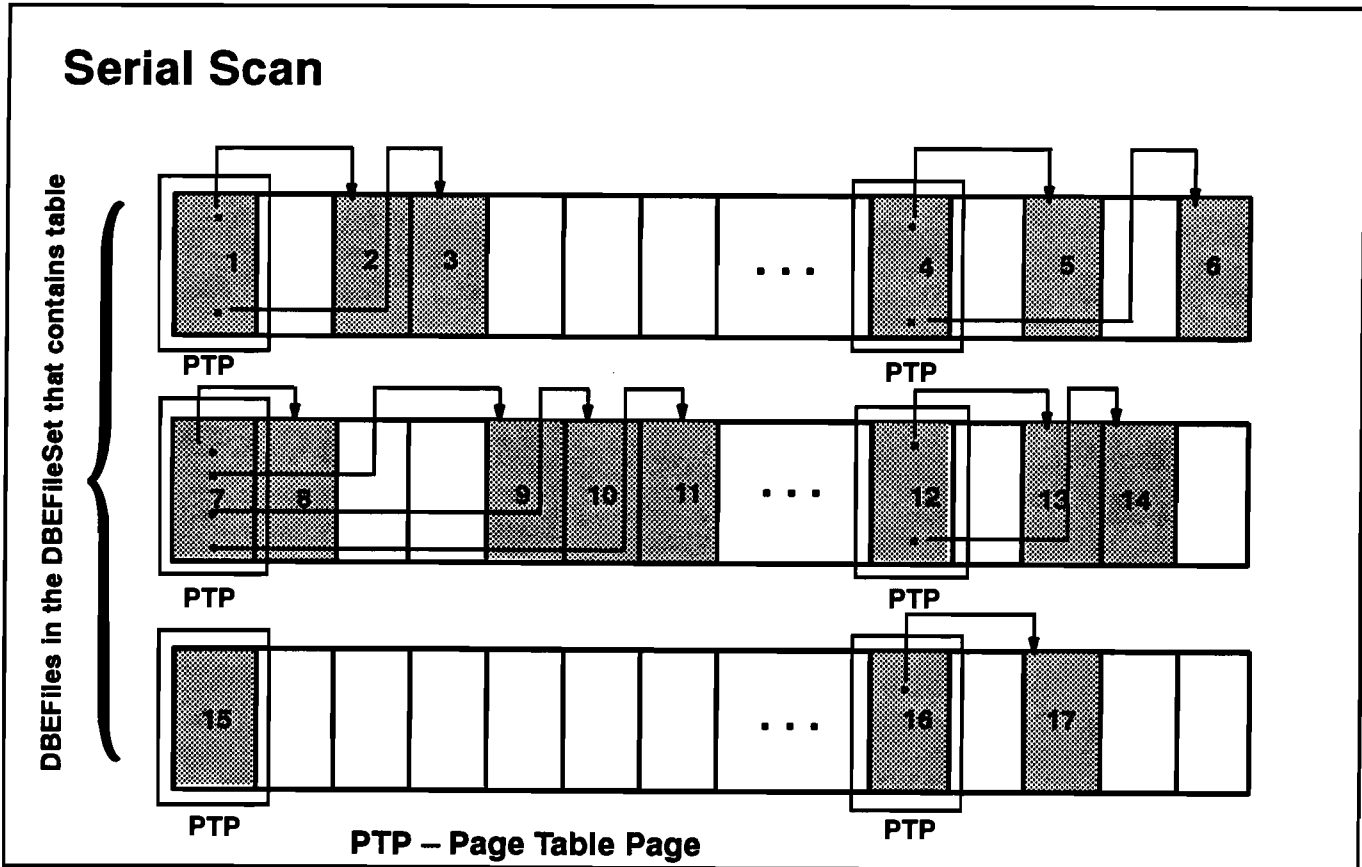 Serial Scan
DBEFiles in the DBEFileSet that contains table
1 2 3 . . . 4 5 6
PTP PTP
7 8 9 10 11 . . . 12 13 14
PTP PTP
15 . . . 16 17
PTP PTP
PTP – Page Table Page